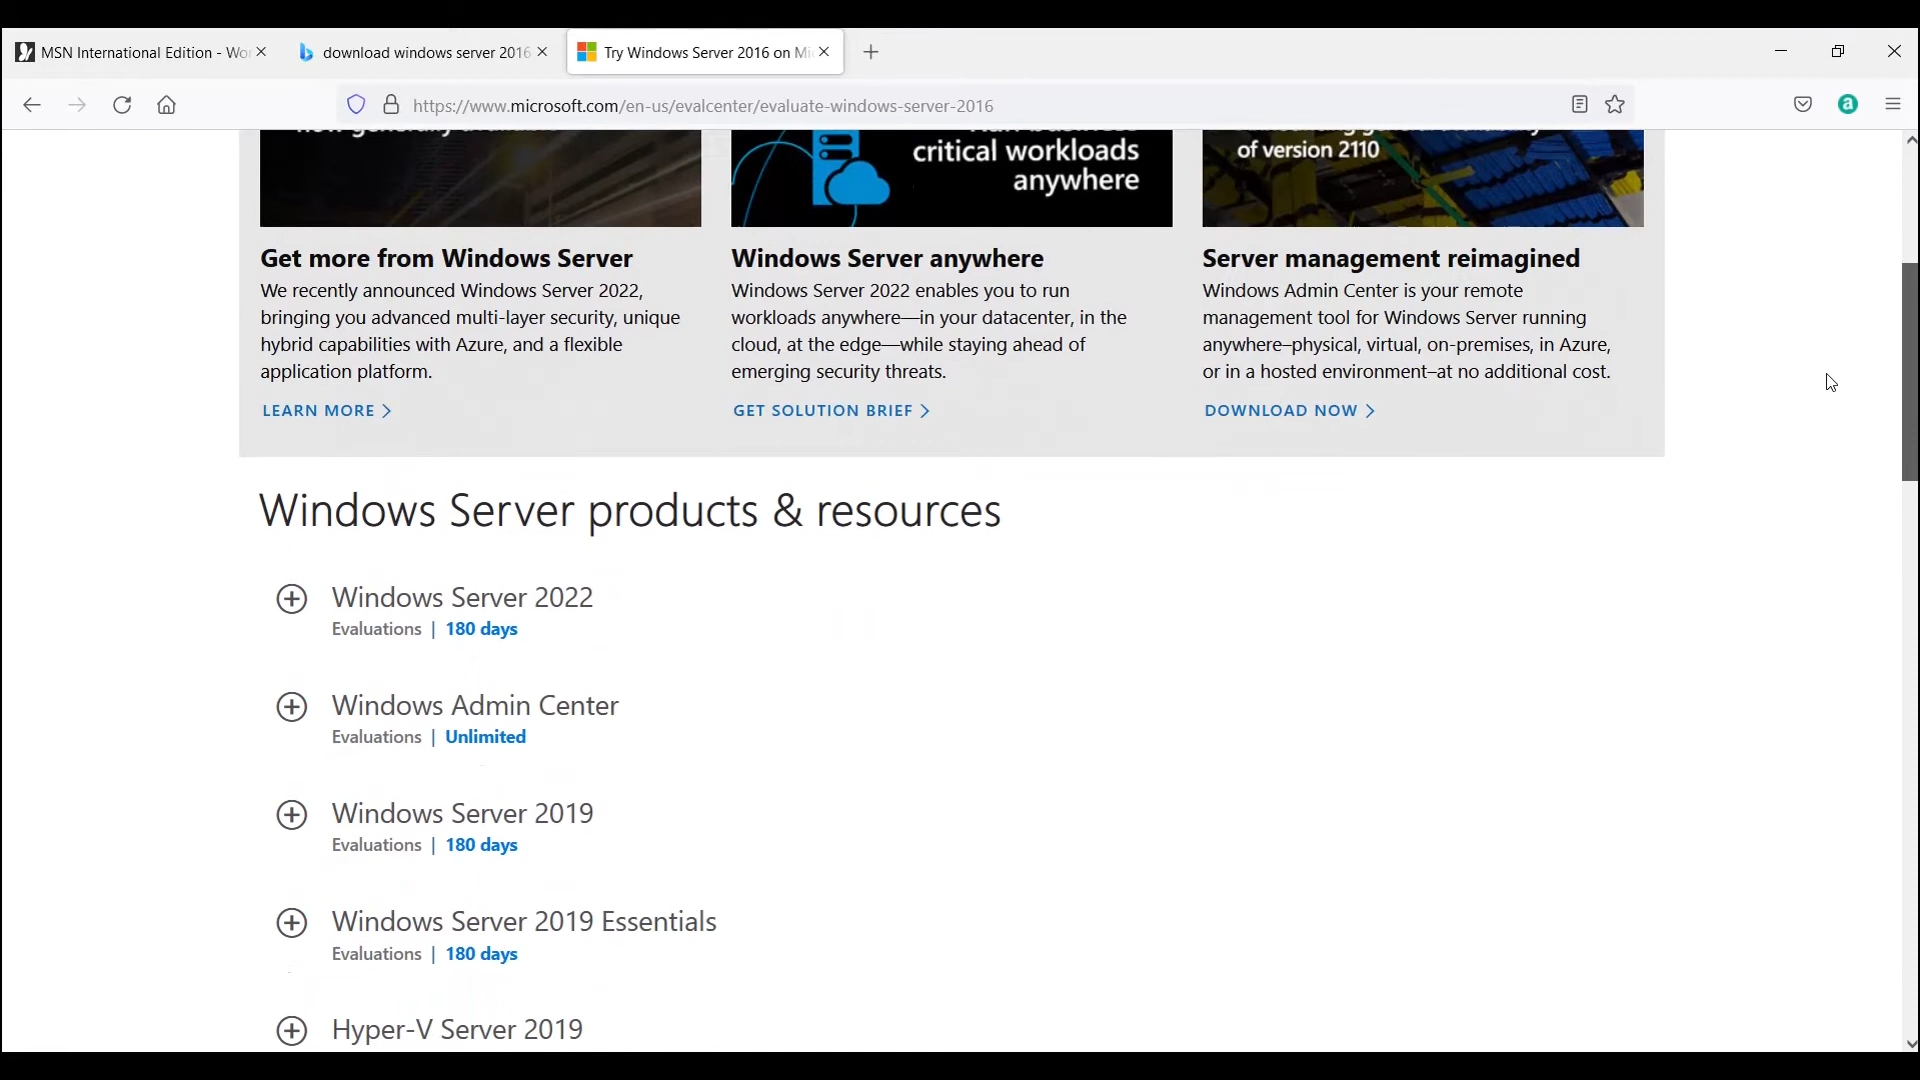 MSN International Edition - Wo
download windows server 2016
Try Windows Server 2016 on Mi
https://www.microsoft.com/en-us/evalcenter/evaluate-windows-server-2016
a
critical workloads
anywhere
of version 2110
Get more from Windows Server
We recently announced Windows Server 2022,
bringing you advanced multi-layer security, unique
hybrid capabilities with Azure, and a flexible
application platform.
LEARN MORE
Windows Server anywhere
Windows Server 2022 enables you to run
workloads anywhere—in your datacenter, in the
cloud, at the edge—while staying ahead of
emerging security threats.
GET SOLUTION BRIEF
Server management reimagined
Windows Admin Center is your remote
management tool for Windows Server running
anywhere–physical, virtual, on-premises, in Azure,
or in a hosted environment–at no additional cost.
DOWNLOAD NOW
Windows Server products & resources
Windows Server 2022
Evaluations | 180 days
Windows Admin Center
Evaluations | Unlimited
Windows Server 2019
Evaluations | 180 days
Windows Server 2019 Essentials
Evaluations | 180 days
Hyper-V Server 2019